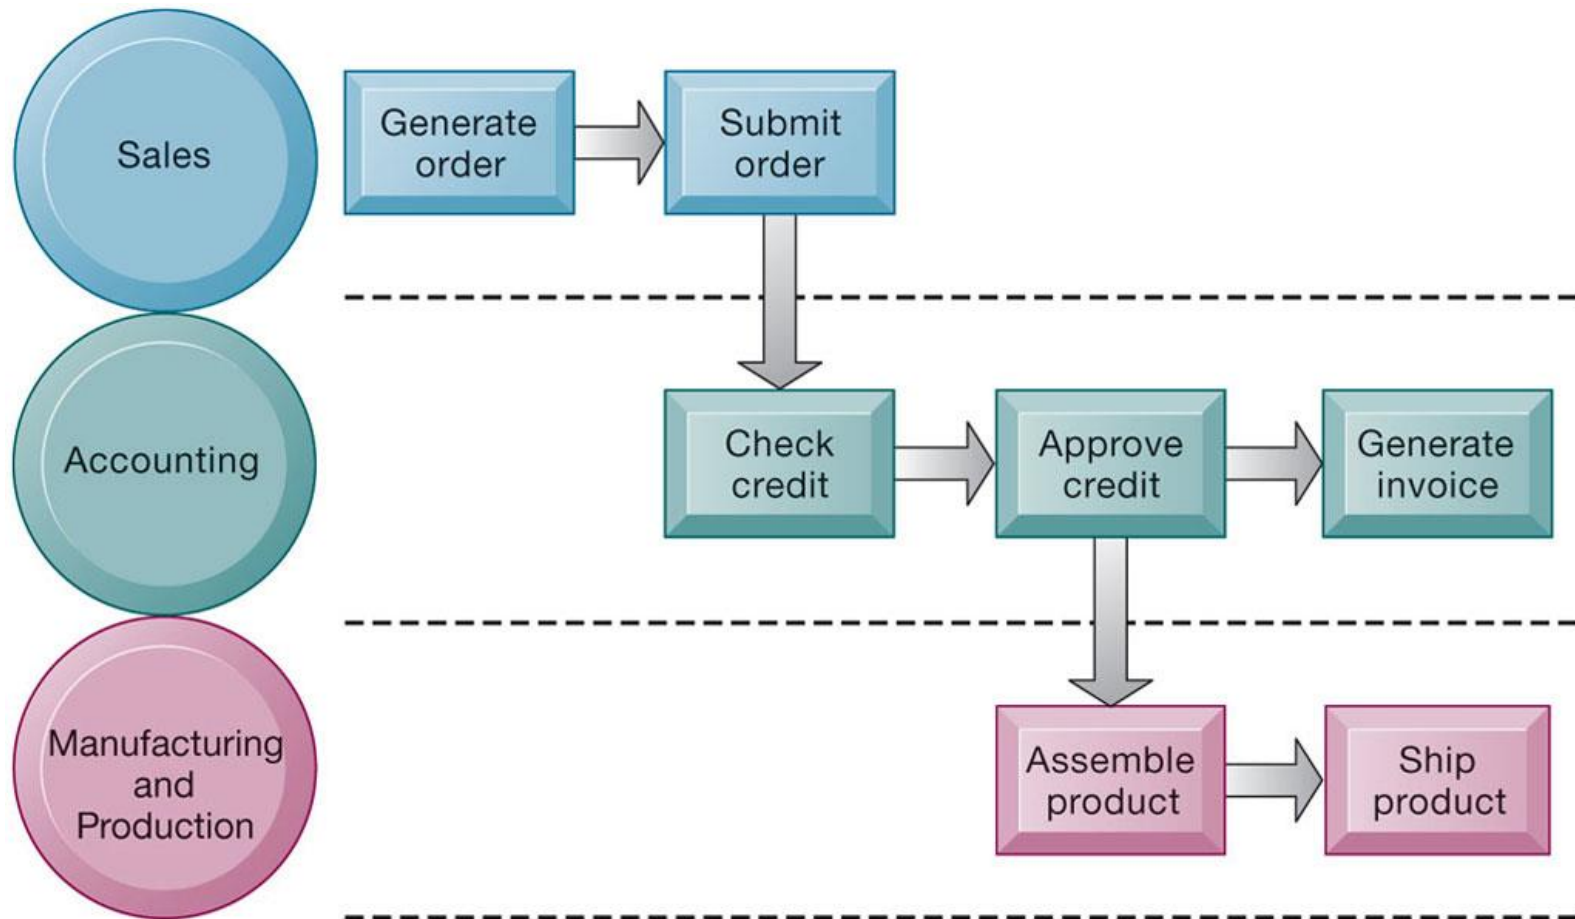 Sales
Generate
order
Submit
order
Accounting
Check
credit
Approve
credit
Generate
invoice
Manufacturing
and
Production
Assemble
product
Ship
product